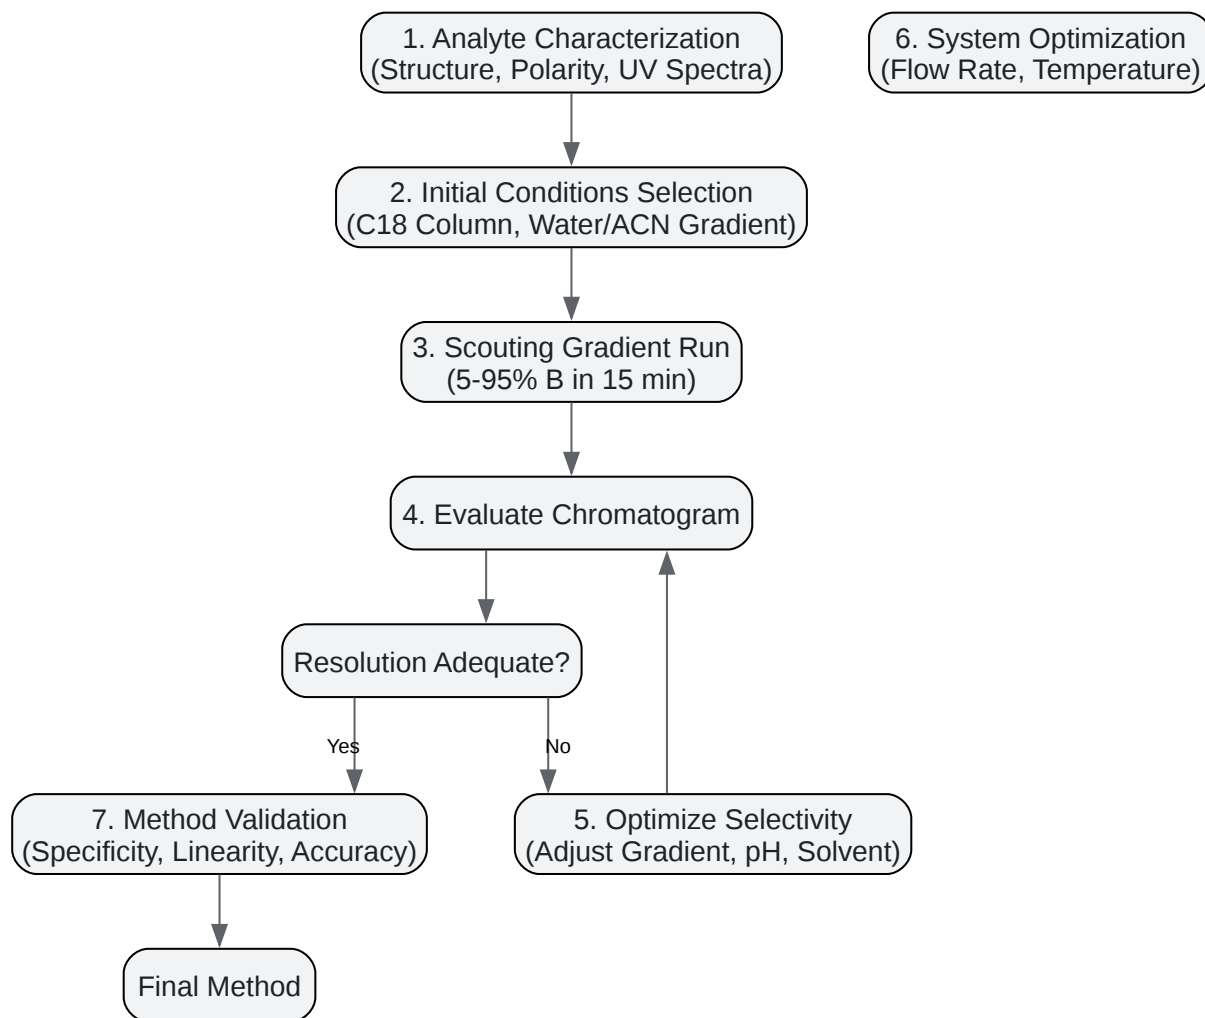 1. Analyte Characterization
(Structure, Polarity, UV Spectra)
6. System Optimization
(Flow Rate, Temperature)
2. Initial Conditions Selection
(C18 Column, Water/ACN Gradient)
3. Scouting Gradient Run
(5-95% B in 15 min)
4. Evaluate Chromatogram
Resolution Adequate?
Yes
No
7. Method Validation
(Specificity, Linearity, Accuracy)
5. Optimize Selectivity
(Adjust Gradient, pH, Solvent)
Final Method